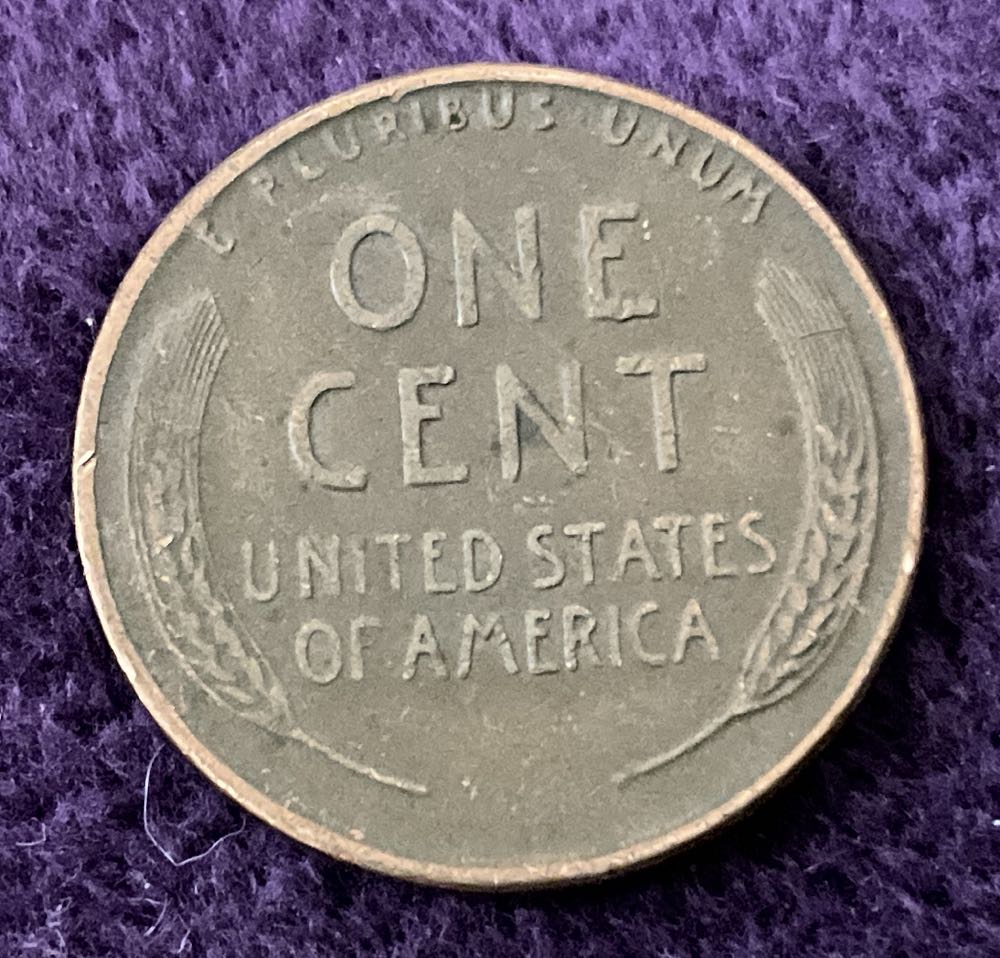 E PLURIBUS UNUM
ONE
CENT
UNITED STATES
OF AMERICA